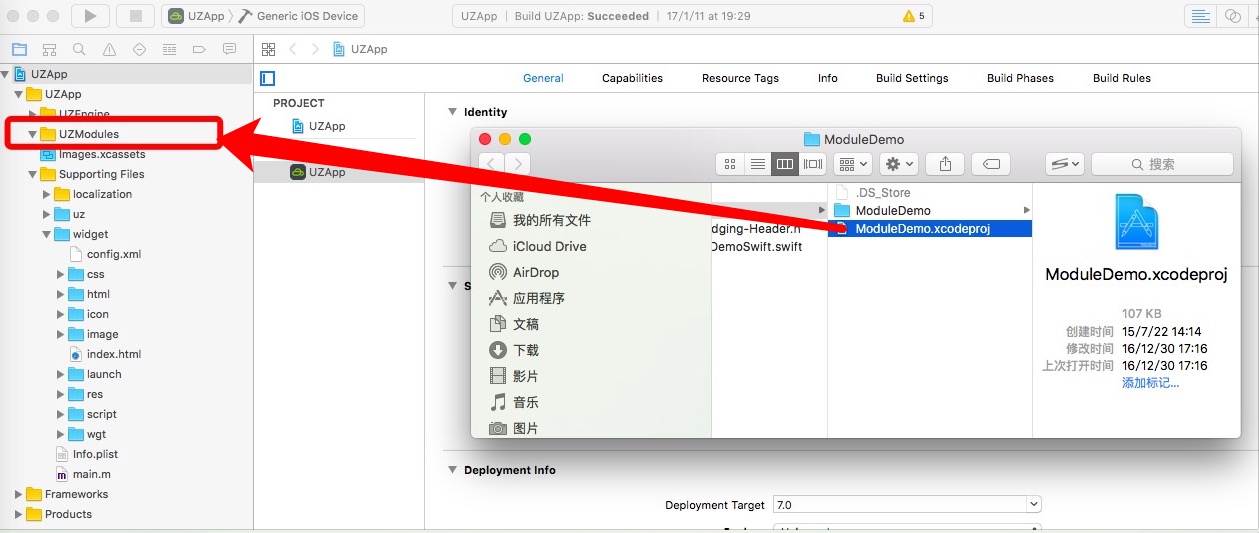 UZApp Generic iOS Device UZApp Build UZApp: Succeeded 17/1/11 at 19:29 5
UZApp
UZApp
UZApp
UZEngine
UZModules
Images.xcassets
Supporting Files
localization
uz
widget
config.xml
css
html
icon
image
index.html
launch
res
script
wgt
Info.plist
main.m
Frameworks
Products
General Capabilities Resource Tags Info Build Settings Build Phases Build Rules
PROJECT
UZApp
UZApp
Identity
ModuleDemo
搜索
个人收藏
我的所有文件
iCloud Drive
AirDrop
应用程序
文稿
下载
影片
音乐
图片
dging-Header.h
DemoSwift.swift
.DS_Store
ModuleDemo
ModuleDemo.xcodeproj
ModuleDemo.xcodeproj
107 KB
创建时间 15/7/22 14:14
修改时间 16/12/30 17:16
上次打开时间 16/12/30 17:16
添加标记...
S
Deployment Info
Deployment Target 7.0